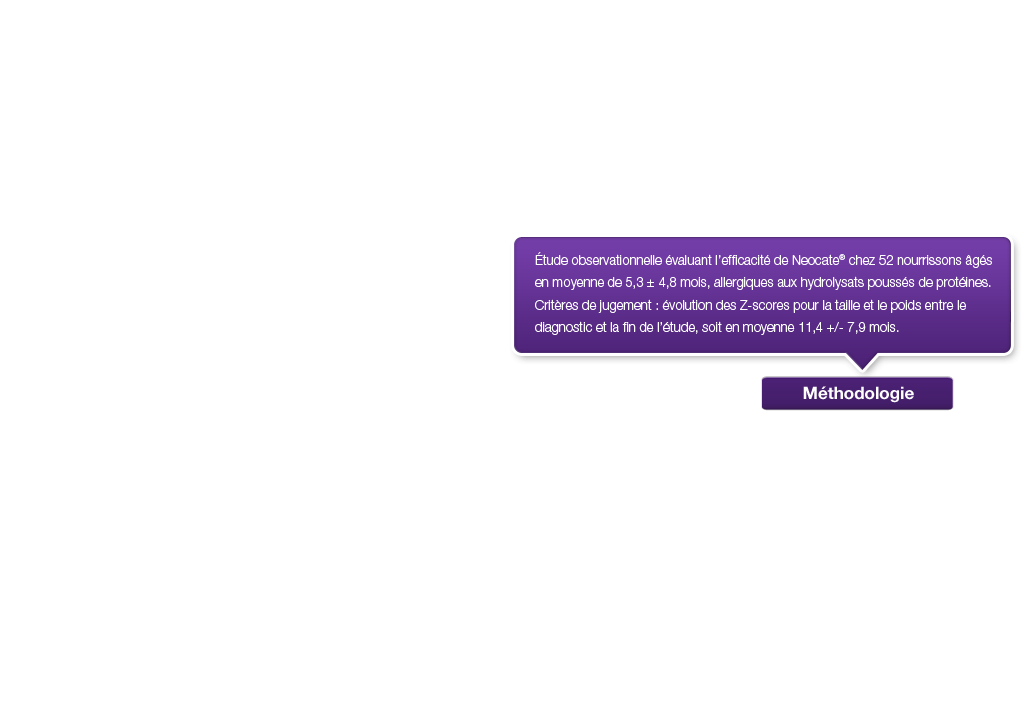 Étude observationnelle évaluant l'efficacité de Neocate® chez 52 nourrissons âgés
en moyenne de 5,3 ± 4,8 mois, allergiques aux hydrolysats poussés de protéines.
Critères de jugement : évolution des Z-scores pour la taille et le poids entre le
diagnostic et la fin de l'étude, soit en moyenne 11,4 +/- 7,9 mois.
Méthodologie